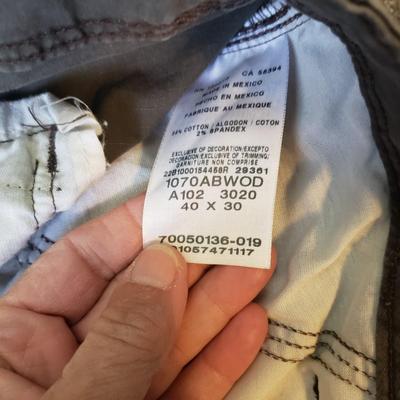 CA 56394
MADE IN MEXICO
HECHO EN MEXICO
FABRIQUE AU MEXIQUE
COTTON / ALGODON / COTON
2% SPANDEX
EXCLUSIVE OF DECORATION/EXCEPTO
DECORACION/EXCLUSIVE OF TRIMMING/
GARNITURE NON COMPRISE
22B1000154458R 29361
1070ABWOD
A102 3020
40 X 30
70050136-019
1057471117